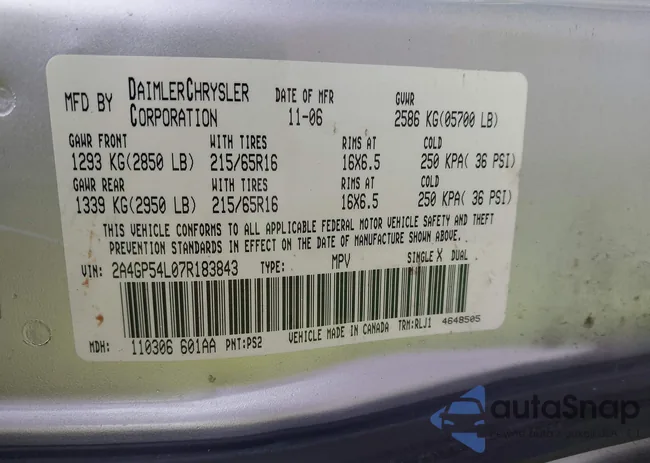 MFD BY DAIMLERCHRYSLER CORPORATION DATE OF MFR 11-06 GVWR 2586 KG(05700 LB)
GAWR FRONT WITH TIRES RIMS AT COLD
1293 KG(2850 LB) 215/65R16 16X6.5 250 KPA( 36 PSI)
GAWR REAR WITH TIRES RIMS AT COLD
1339 KG(2950 LB) 215/65R16 16X6.5 250 KPA( 36 PSI)
THIS VEHICLE CONFORMS TO ALL APPLICABLE FEDERAL MOTOR VEHICLE SAFETY AND THEFT
PREVENTION STANDARDS IN EFFECT ON THE DATE OF MANUFACTURE SHOWN ABOVE.
VIN: 2A4GP54L07R183843 TYPE: MPV SINGLE X DUAL
MDH: 110306 601AA PNT:PS2 VEHICLE MADE IN CANADA TRM:RLJ1 4648505
autoSnap